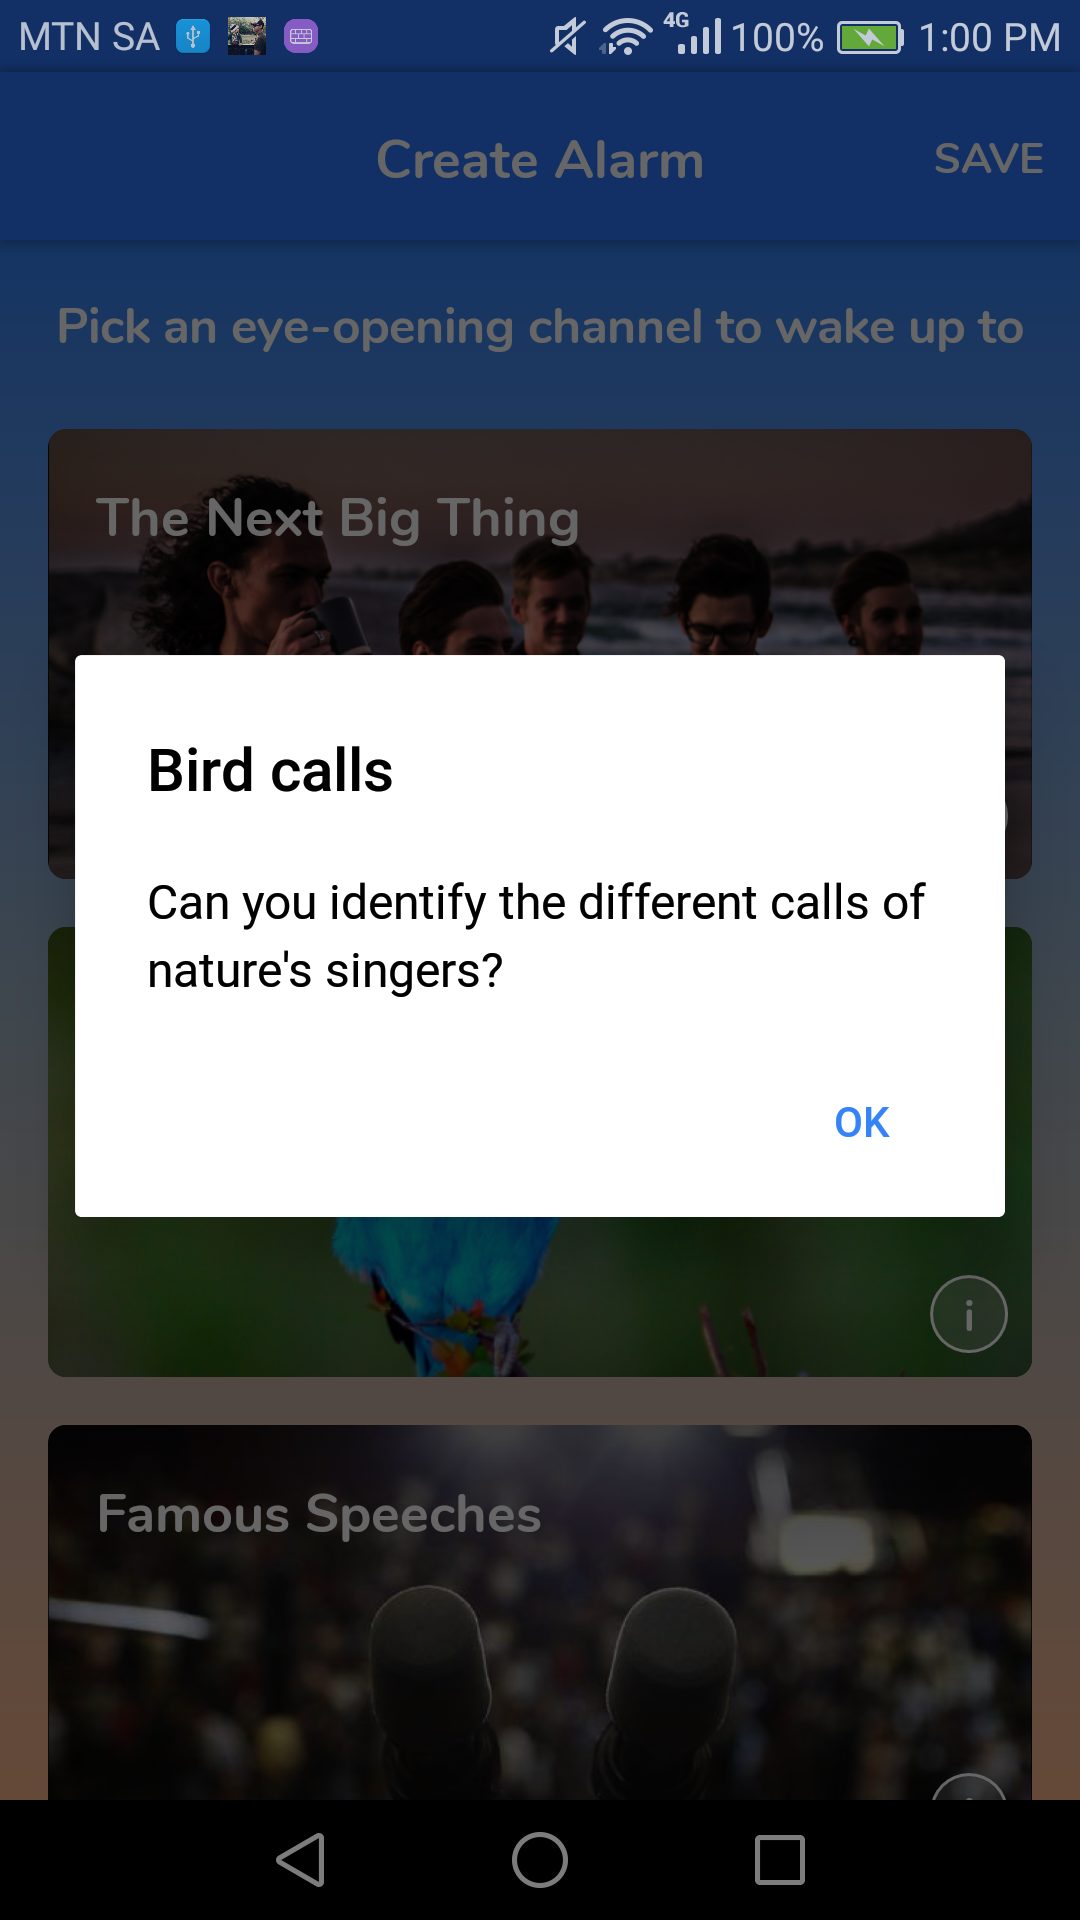 MTN SA 4G 100% 1:00 PM
Create Alarm SAVE
Pick an eye-opening channel to wake up to
The Next Big Thing
Bird calls
Can you identify the different calls of
nature's singers?
OK
i
Famous Speeches